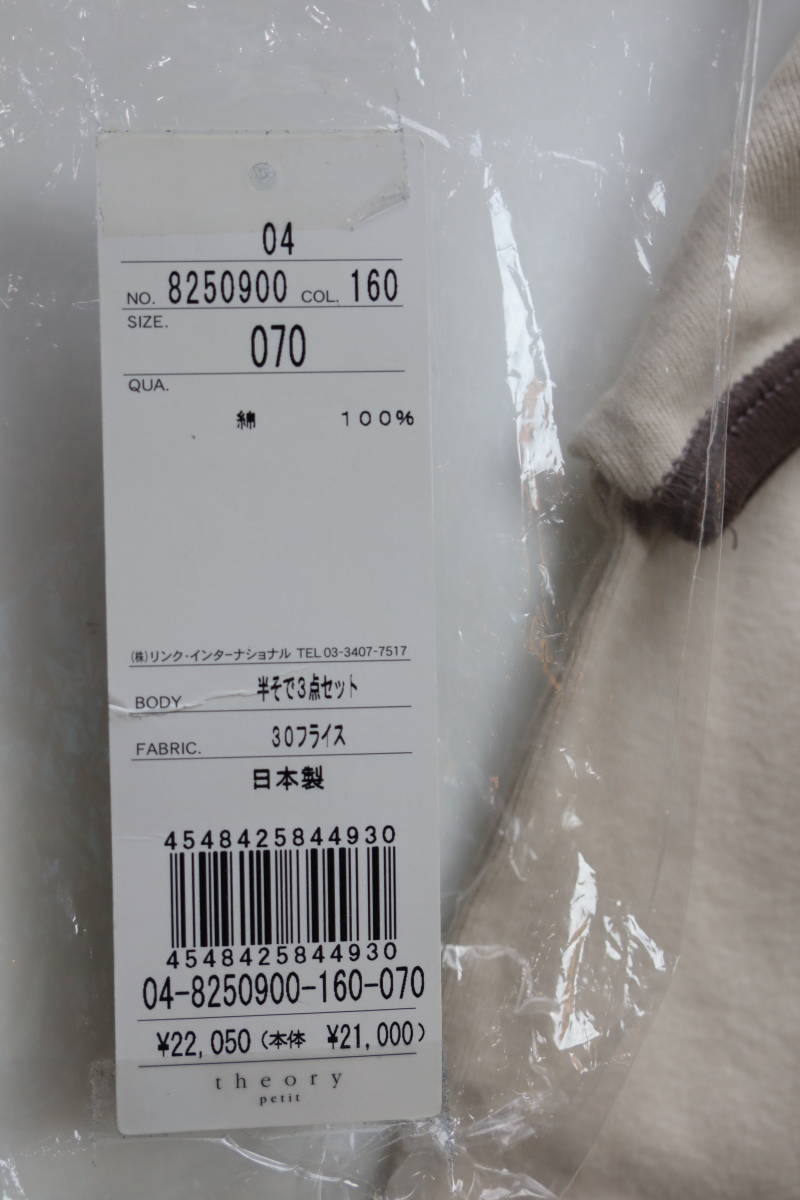 04
NO. 8250900 COL. 160
SIZE.
070
QUA.
綿 100%
(株)リンク・インターナショナル TEL 03-3407-7517
BODY 半そで3点セット
FABRIC. 30フライス
日本製
4548425844930
4548425844930
04-8250900-160-070
¥22,050(本体 ¥21,000)
theory
petit